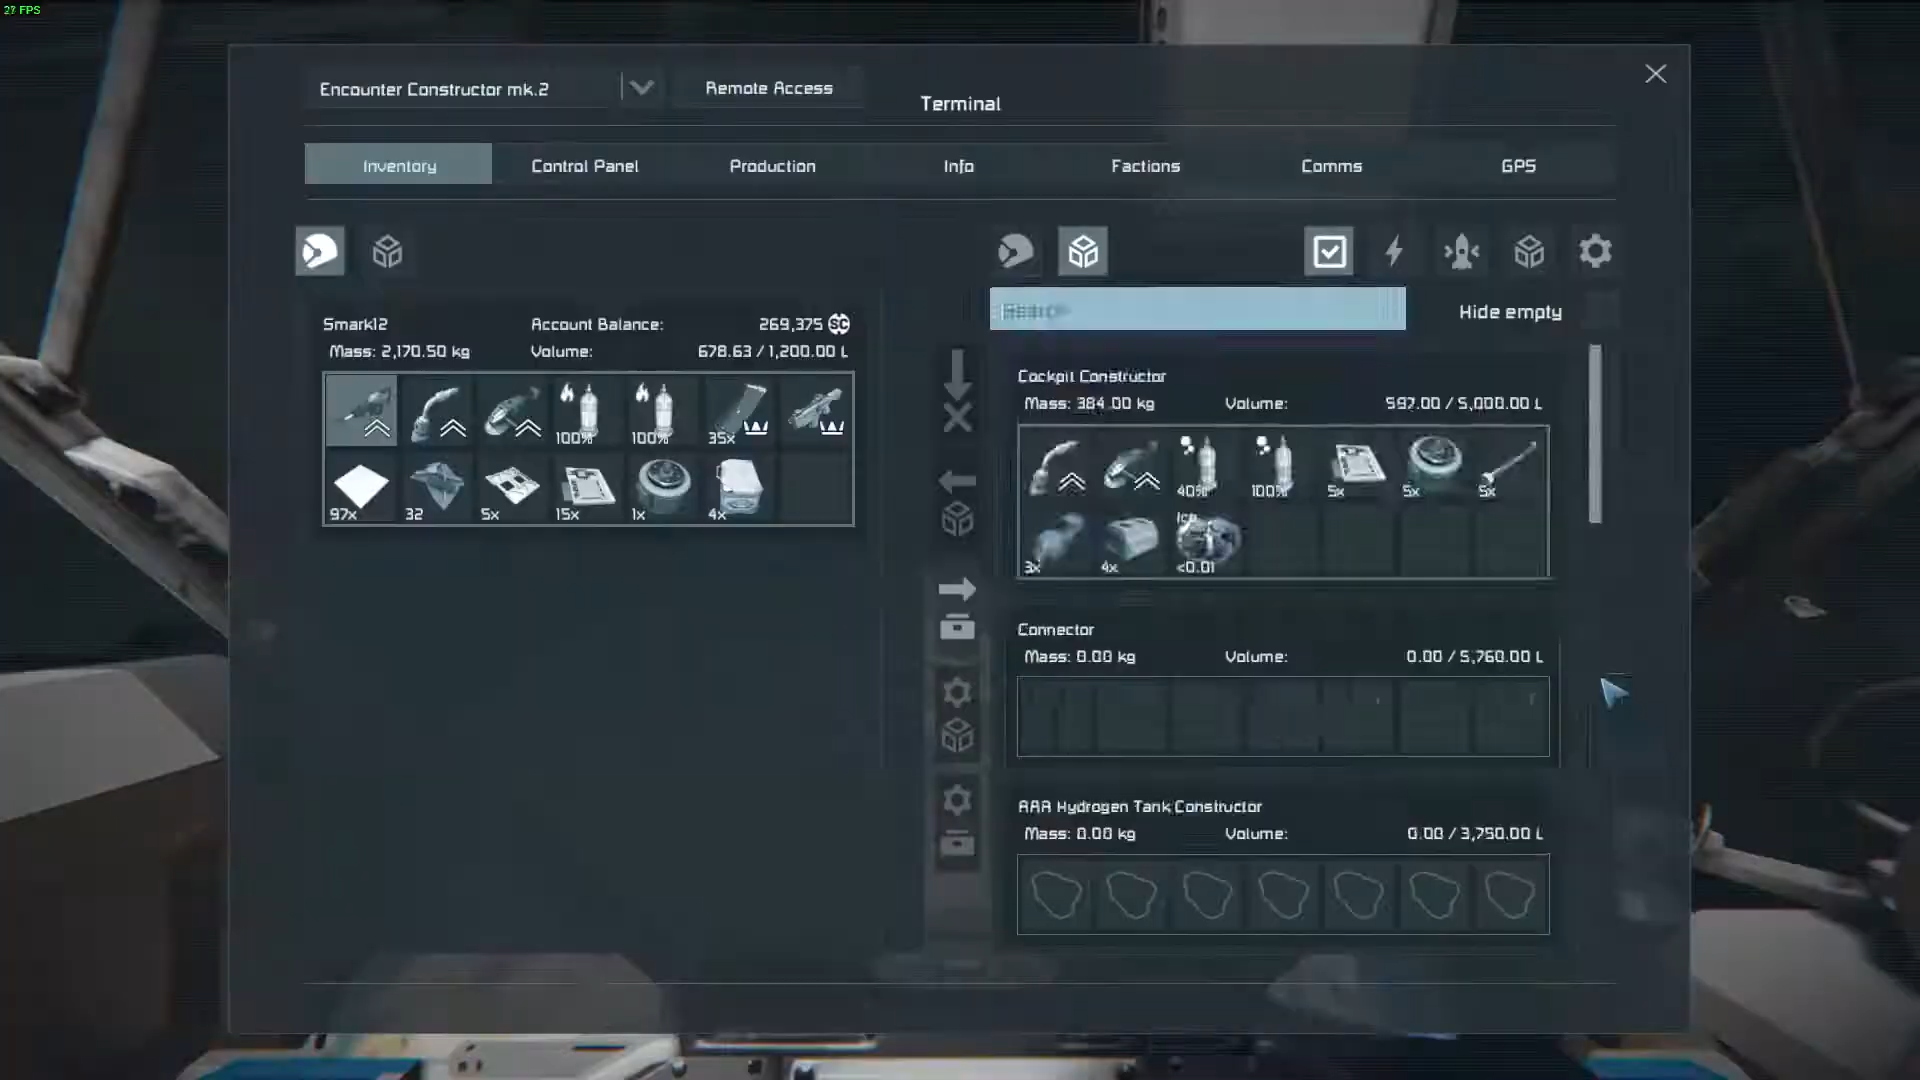 27 FPS
Encounter Constructor mk.2
Remote Access
Terminal
Inventory
Control Panel
Production
Info
Factions
Comms
GPS
Search
Hide empty
Smark12
Account Balance:
269,375 SC
Mass: 2,170.50 kg
Volume:
678.63 / 1,200.00 L
100%
100%
35x
97x
32
5x
15x
1x
4x
Cockpit Constructor
Mass: 384.00 kg
Volume:
597.00 / 5,000.00 L
40%
100%
5x
5x
5x
Ice
3x
4x
<0.01
Connector
Mass: 0.00 kg
Volume:
0.00 / 5,760.00 L
AAA Hydrogen Tank Constructor
Mass: 0.00 kg
Volume:
0.00 / 3,750.00 L